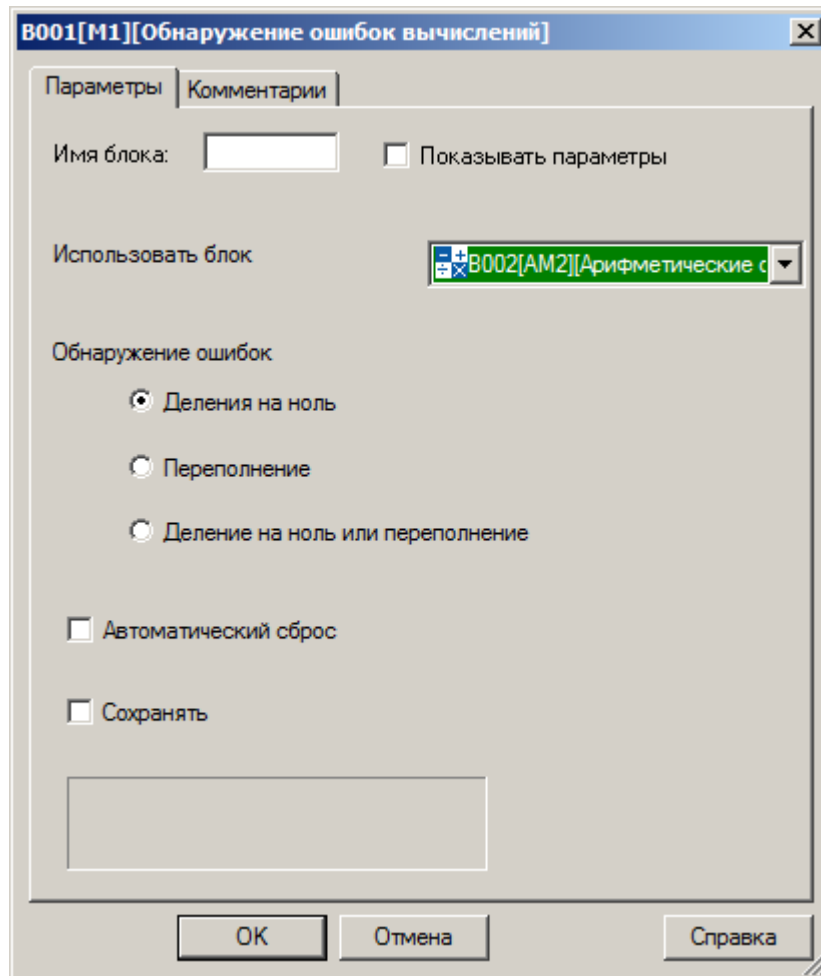 B001[M1][Обнаружение ошибок вычислений]
Параметры Комментарии
Имя блока: Показывать параметры
Использовать блок B002[AM2][Арифметические
Обнаружение ошибок
Деления на ноль
Переполнение
Деление на ноль или переполнение
Автоматический сброс
Сохранять
OK Отмена Справка